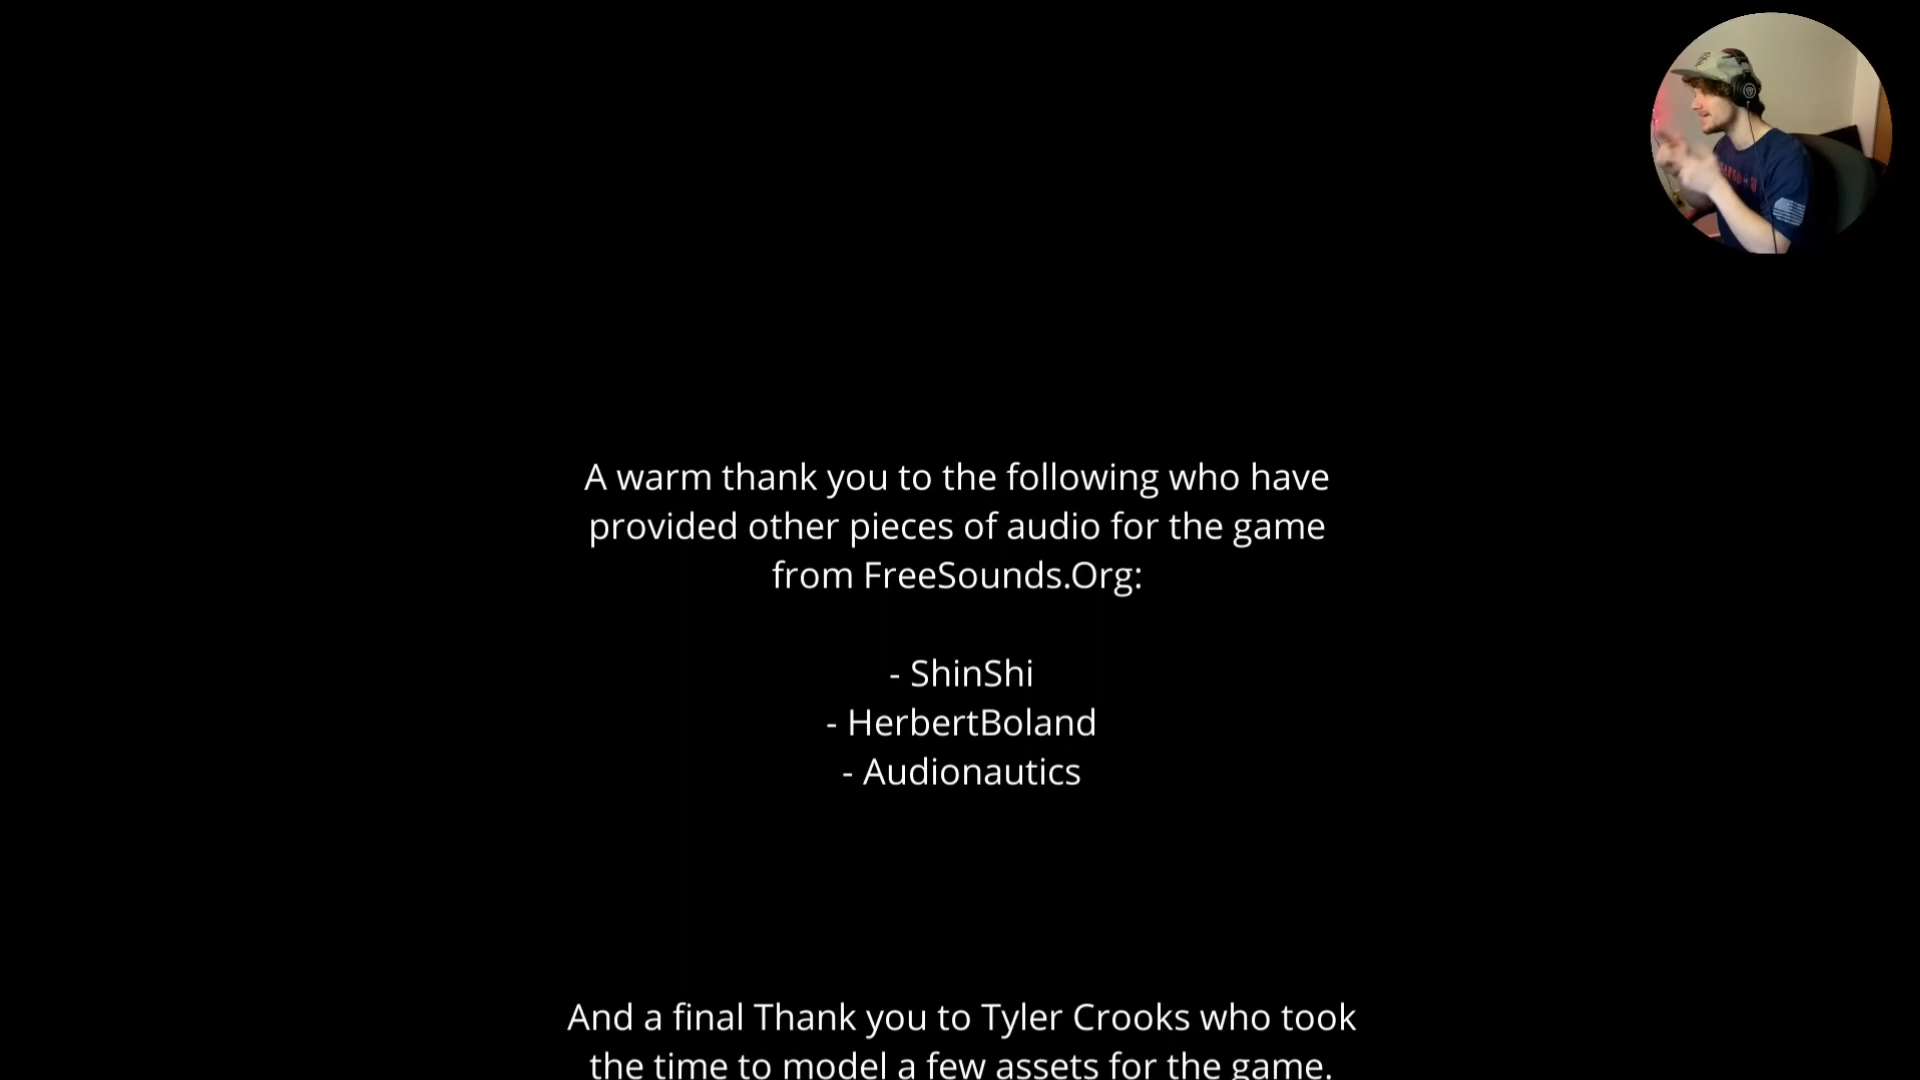 A warm thank you to the following who have
provided other pieces of audio for the game
from FreeSounds.Org:
- ShinShi
- HerbertBoland
- Audionautics
And a final Thank you to Tyler Crooks who took
the time to model a few assets for the game.